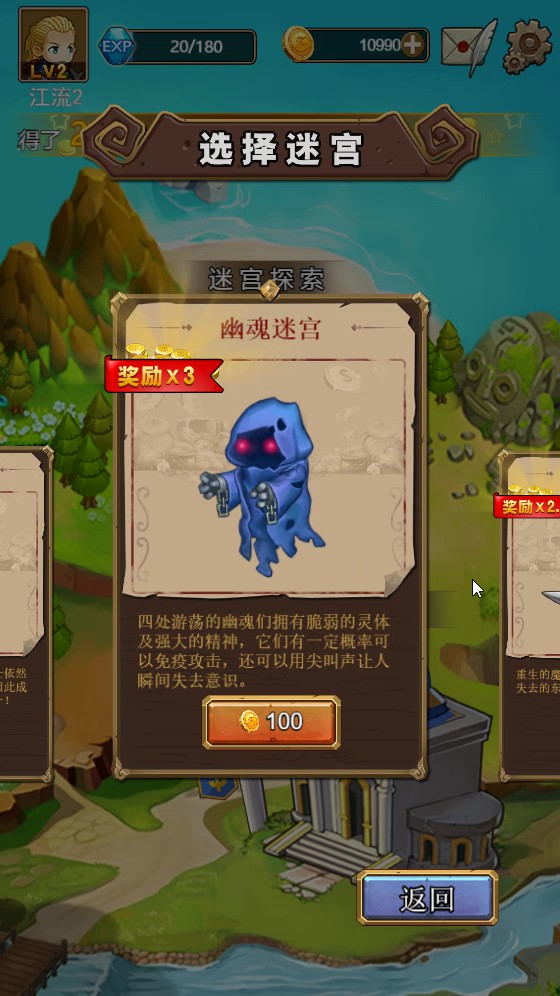 EXP
20/180
10990
LV2
江流2
得了 2
选择迷宫
迷宫探索
幽魂迷宫
奖励x3
四处游荡的幽魂们拥有脆弱的灵体
及强大的精神，它们有一定概率可
以免疫攻击，还可以用尖叫声让人
瞬间失去意识。
100
奖励x2.
重生的魔
失去的东
返回